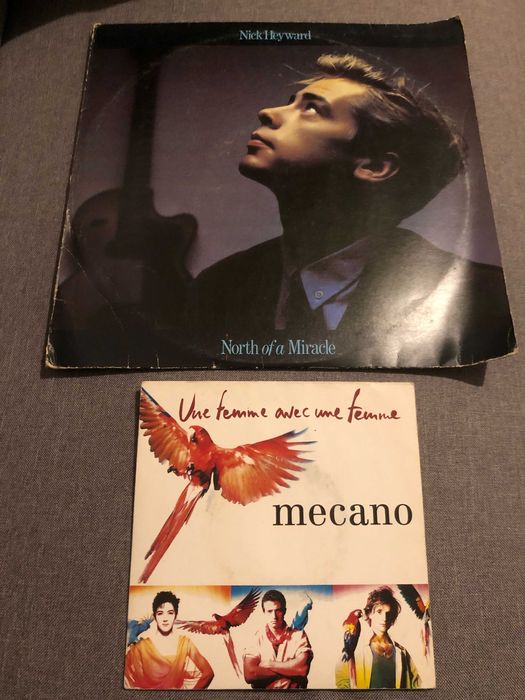 Nick Heyward
North of a Miracle
Une femme avec une femme
mecano